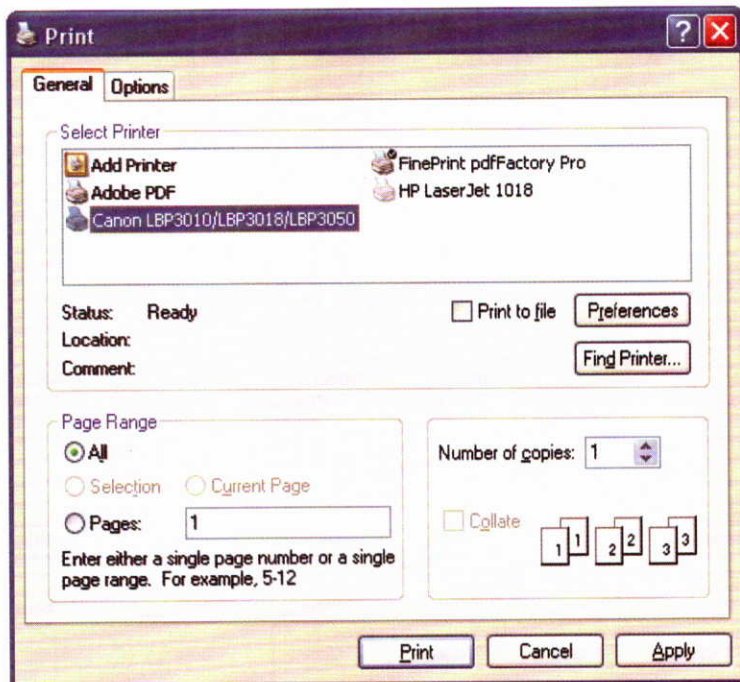 Print
General Options
Select Printer
Add Printer
Adobe PDF
Canon LBP3010/LBP3018/LBP3050
FinePrint pdfFactory Pro
HP LaserJet 1018
Status: Ready
Print to file
Preferences
Location:
Comment:
Find Printer...
Page Range
All
Selection Current Page
Pages: 1
Enter either a single page number or a single
page range. For example, 5-12
Number of copies: 1
Collate
1 1 2 2 3 3
Print Cancel Apply